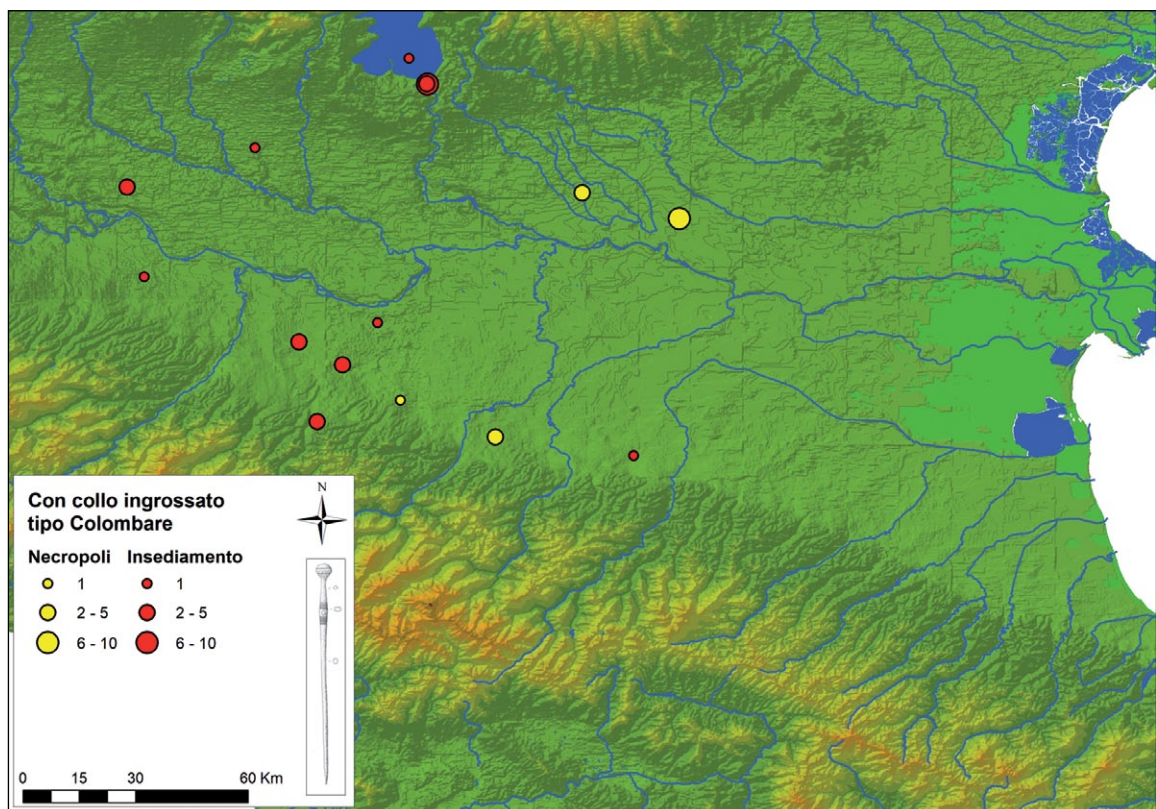 Con collo ingrossato
tipo Colombare
N
Necropoli Insediamento
1 1
2 - 5 2 - 5
6 - 10 6 - 10
0 15 30 60 Km